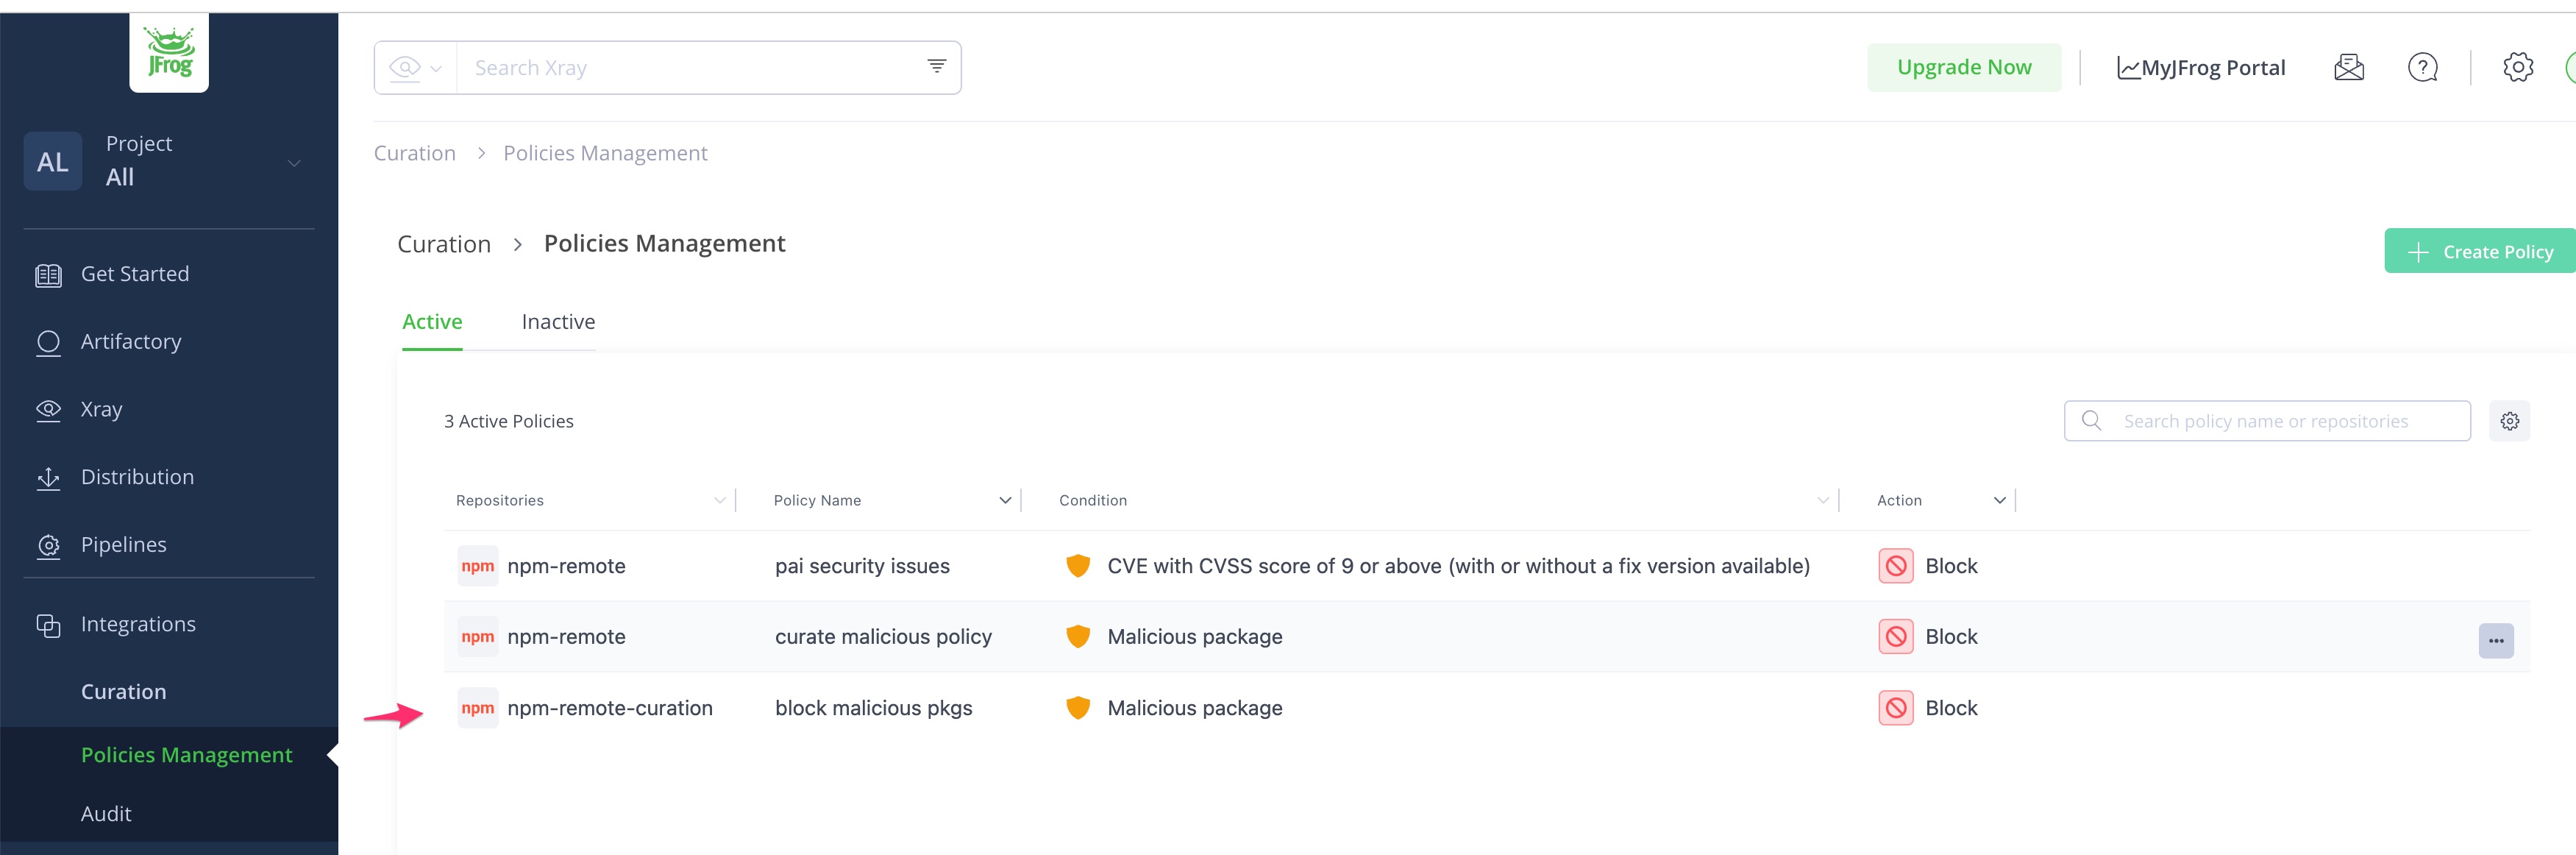 JFrog
AL
Project
All
Get Started
Artifactory
Xray
Distribution
Pipelines
Integrations
Curation
Policies Management
Audit
Search Xray
Upgrade Now
MyJFrog Portal
Curation > Policies Management
Curation > Policies Management
Create Policy
Active Inactive
3 Active Policies
Search policy name or repositories
Repositories Policy Name Condition Action
npm npm-remote pai security issues CVE with CVSS score of 9 or above (with or without a fix version available) Block
npm npm-remote curate malicious policy Malicious package Block
npm npm-remote-curation block malicious pkgs Malicious package Block